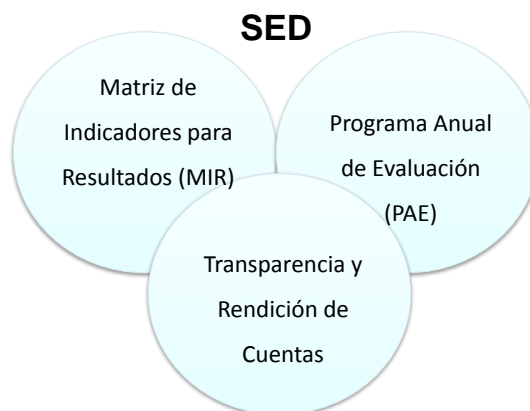 SED
Matriz de
Indicadores para
Resultados (MIR)
Programa Anual
de Evaluación
(PAE)
Transparencia y
Rendición de
Cuentas